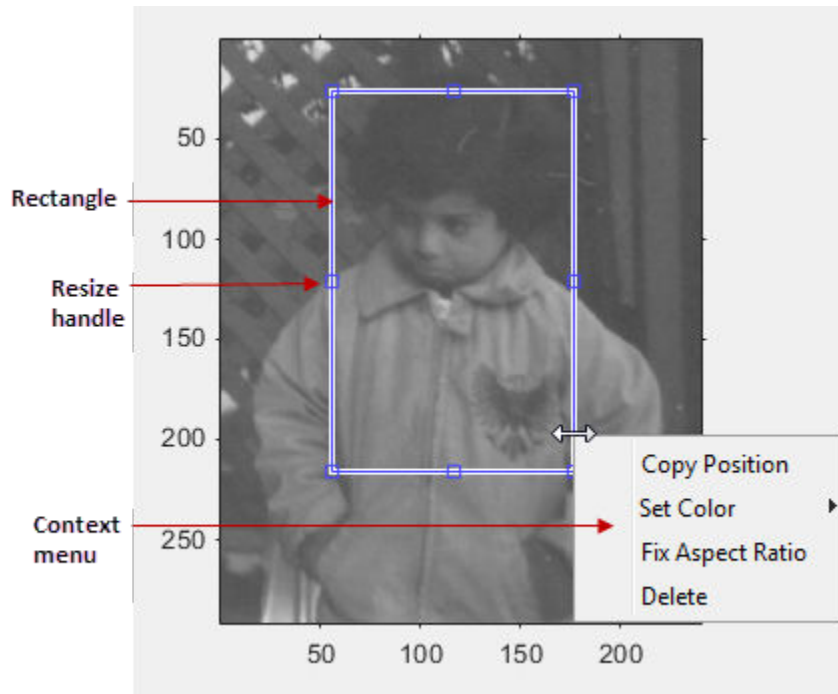 50
Rectangle
100
Resize
handle
150
200
Copy Position
Set Color
Context
menu
250
Fix Aspect Ratio
Delete
50 100 150 200